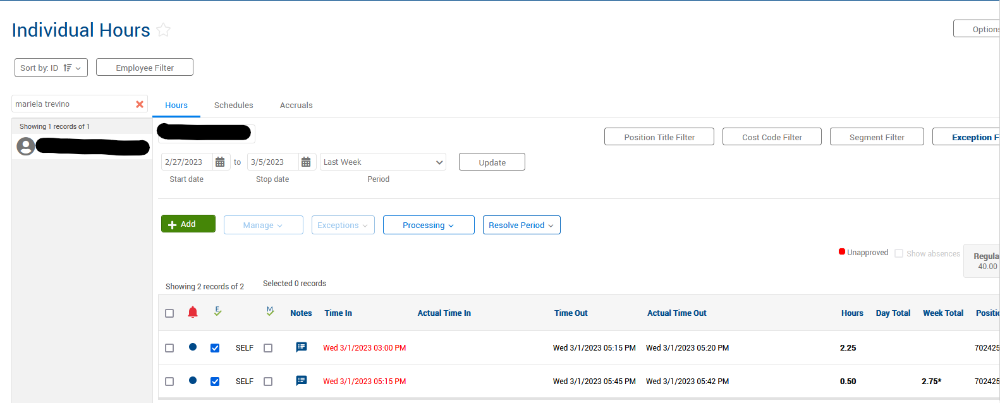 Individual Hours
Options
Sort by: ID
Employee Filter
mariela trevino
Hours
Schedules
Accruals
Showing 1 records of 1
Position Title Filter
Cost Code Filter
Segment Filter
Exception F
2/27/2023
to
3/5/2023
Last Week
Update
Start date
Stop date
Period
Add
Manage
Exceptions
Processing
Resolve Period
Unapproved
Show absences
Regula
40.00
Showing 2 records of 2
Selected 0 records
E
M
Notes
Time In
Actual Time In
Time Out
Actual Time Out
Hours
Day Total
Week Total
Positio
SELF
Wed 3/1/2023 03:00 PM
Wed 3/1/2023 05:15 PM
Wed 3/1/2023 05:20 PM
2.25
702425
SELF
Wed 3/1/2023 05:15 PM
Wed 3/1/2023 05:45 PM
Wed 3/1/2023 05:42 PM
0.50
2.75*
702425